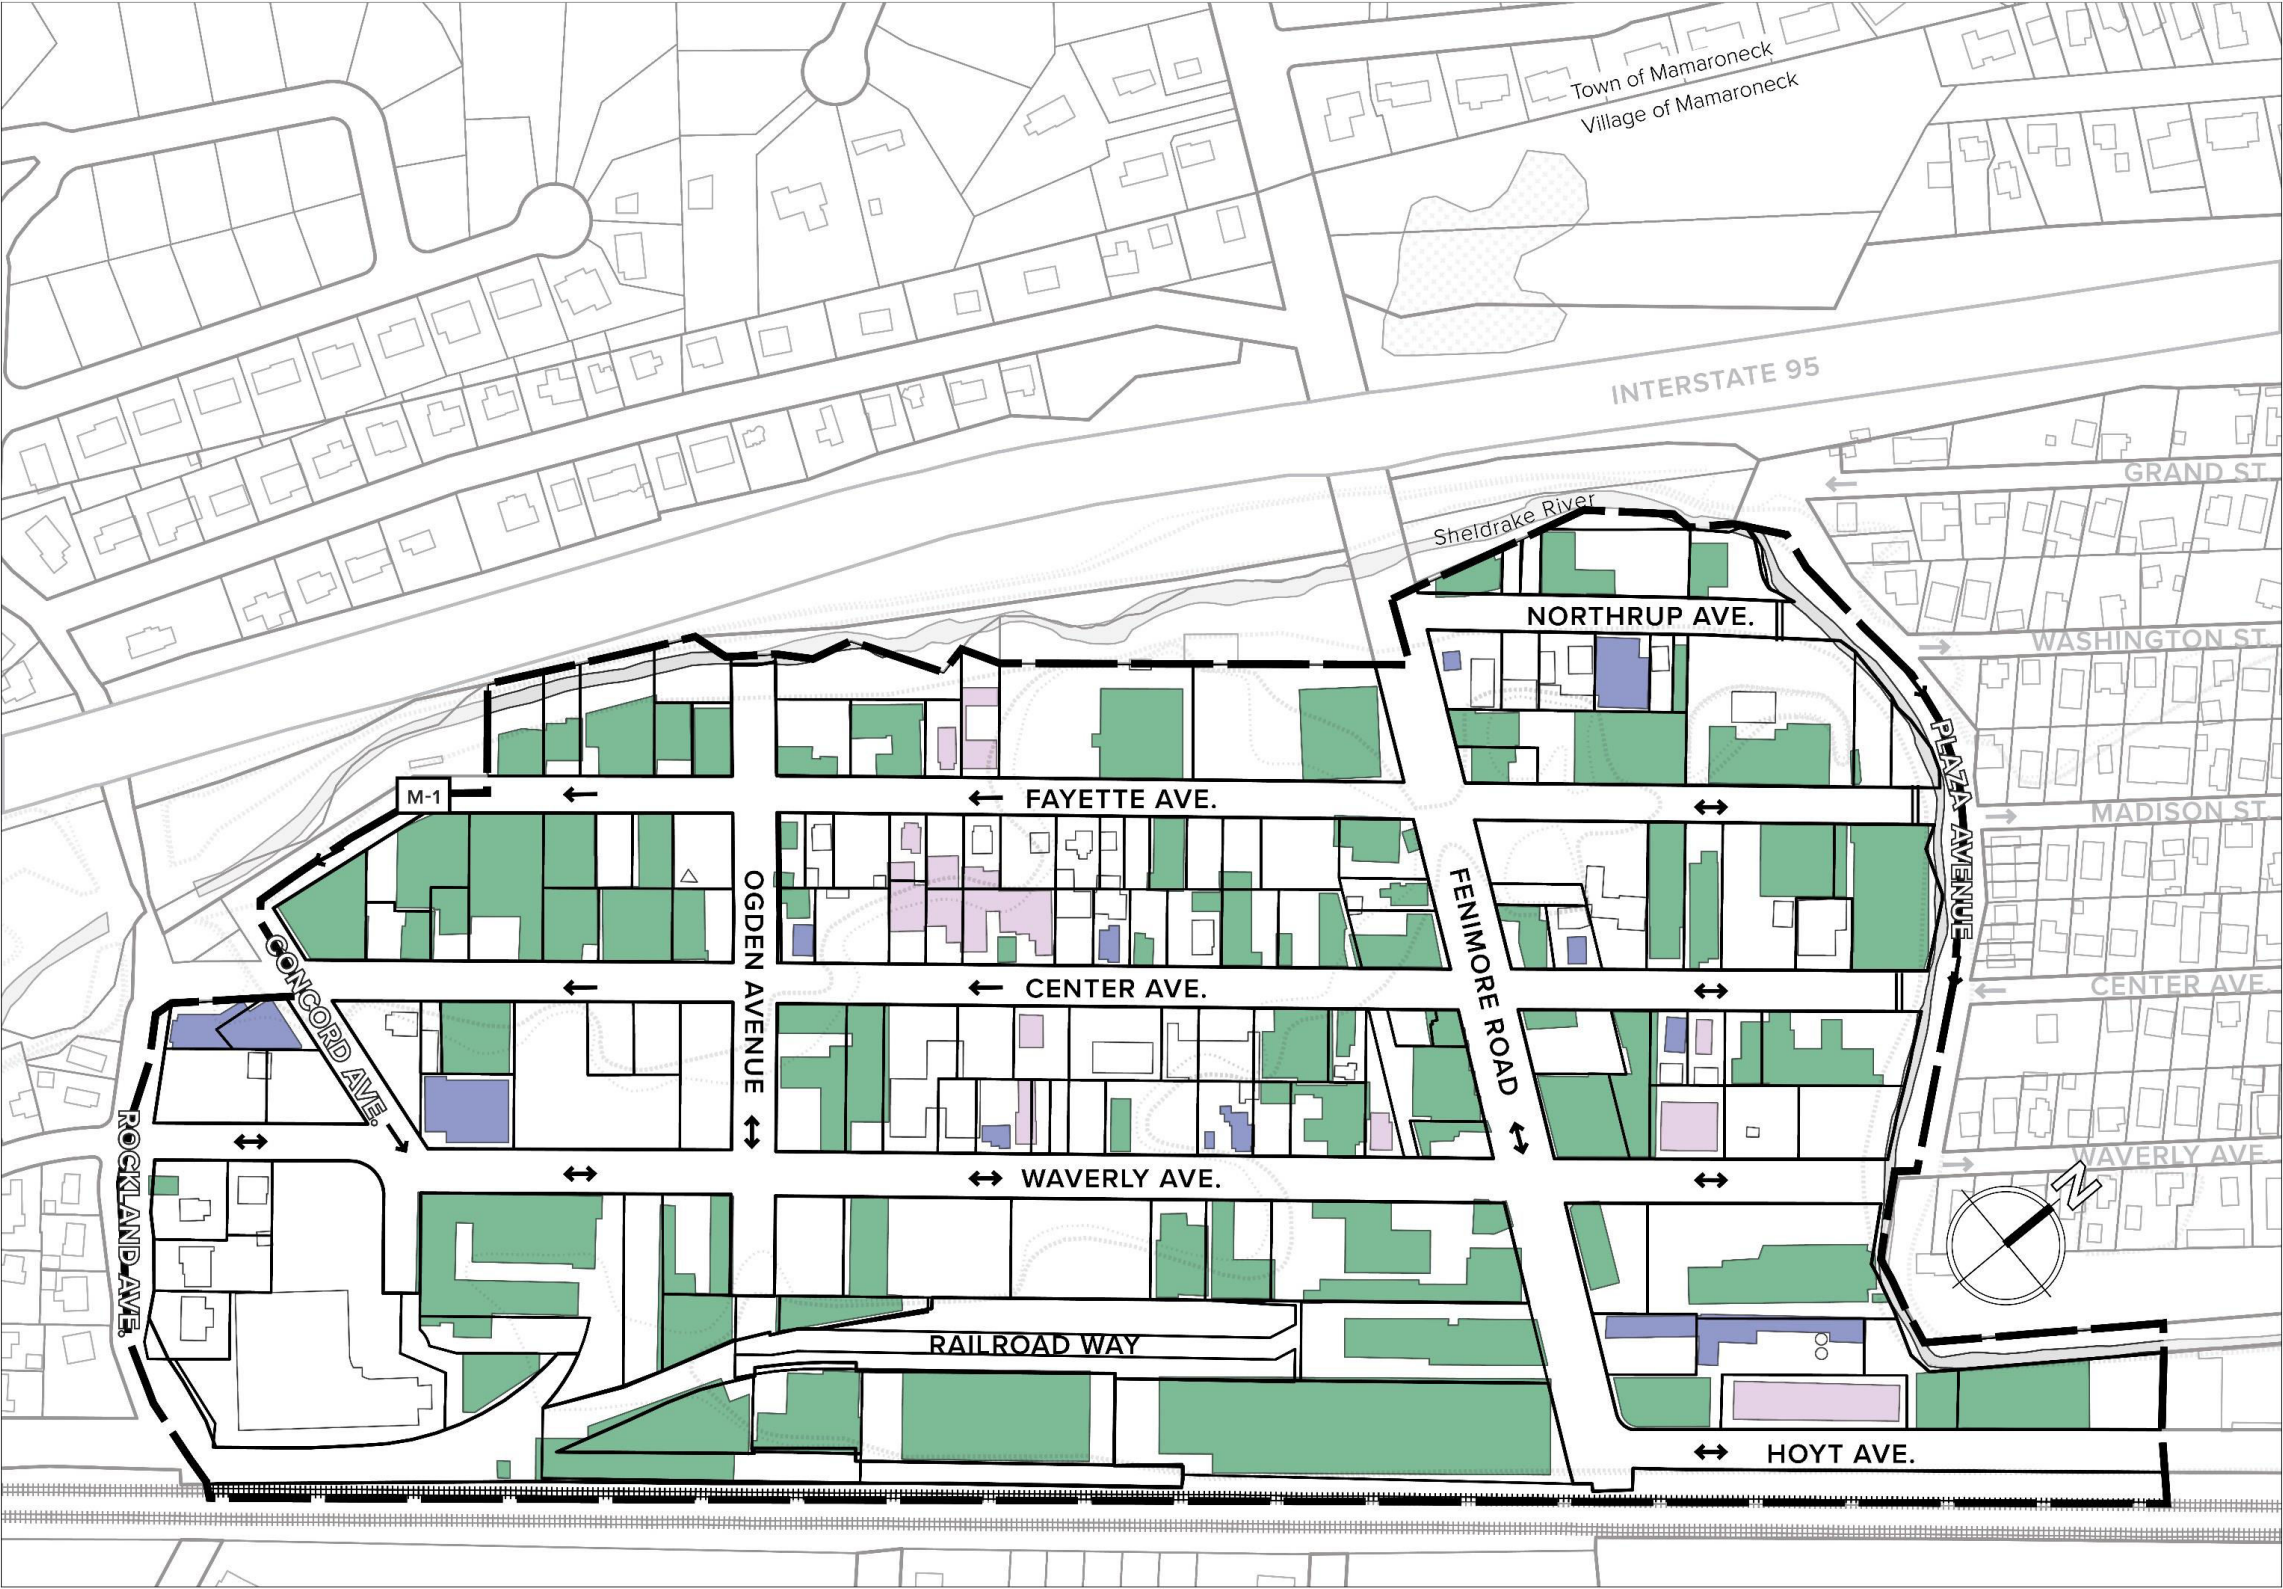 Town of Mamaroneck
Village of Mamaroneck
INTERSTATE 95
GRAND ST.
Sheldrake River
NORTHRUP AVE.
WASHINGTON ST.
PLAZA AVENUE
M-1
FAYETTE AVE.
MADISON ST.
OGDEN AVENUE
FENIMORE ROAD
CONCORD AVE.
CENTER AVE.
CENTER AVE.
ROCKLAND AVE.
WAVERLY AVE.
WAVERLY AVE.
N
RAILROAD WAY
HOYT AVE.